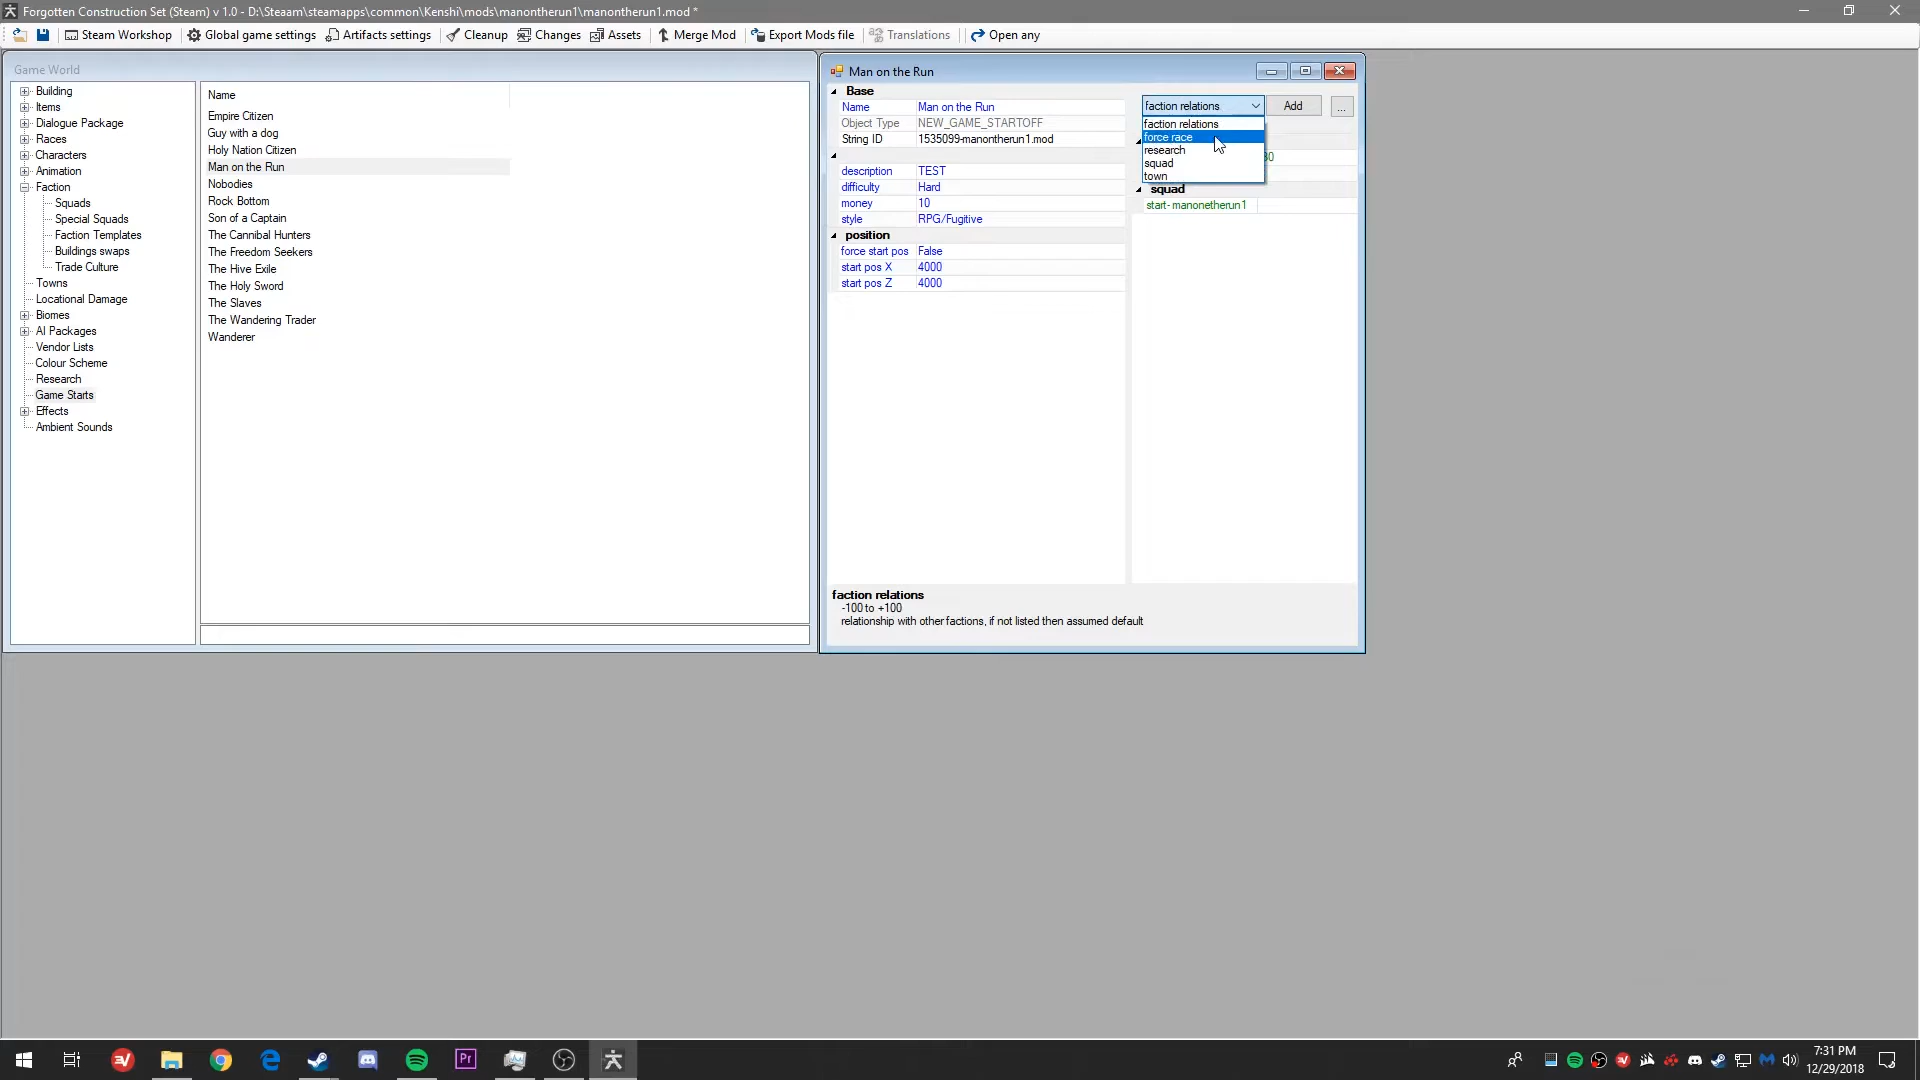 Forgotten Construction Set (Steam) v 1.0 - D:\Steaam\steamapps\common\Kenshi\mods\manontherun1\manontherun1.mod *
Steam Workshop Global game settings Artifacts settings Cleanup Changes Assets Merge Mod Export Mods file Translations Open any
Game World
Building
Items
Dialogue Package
Races
Characters
Animation
Faction
Squads
Special Squads
Faction Templates
Buildings swaps
Trade Culture
Towns
Locational Damage
Biomes
AI Packages
Vendor Lists
Colour Scheme
Research
Game Starts
Effects
Ambient Sounds
Name
Empire Citizen
Guy with a dog
Holy Nation Citizen
Man on the Run
Nobodies
Rock Bottom
Son of a Captain
The Cannibal Hunters
The Freedom Seekers
The Hive Exile
The Holy Sword
The Slaves
The Wandering Trader
Wanderer
Man on the Run
Base
Name Man on the Run
Object Type NEW_GAME_STARTOFF
String ID 1535099-manontherun1.mod
description TEST
difficulty Hard
money 10
style RPG/Fugitive
position
force start pos False
start pos X 4000
start pos Z 4000
faction relations Add ...
faction relations
force race
research
squad
town
squad
start- manonetherun1
faction relations
-100 to +100
relationship with other factions, if not listed then assumed default
Pr
7:31 PM
12/29/2018